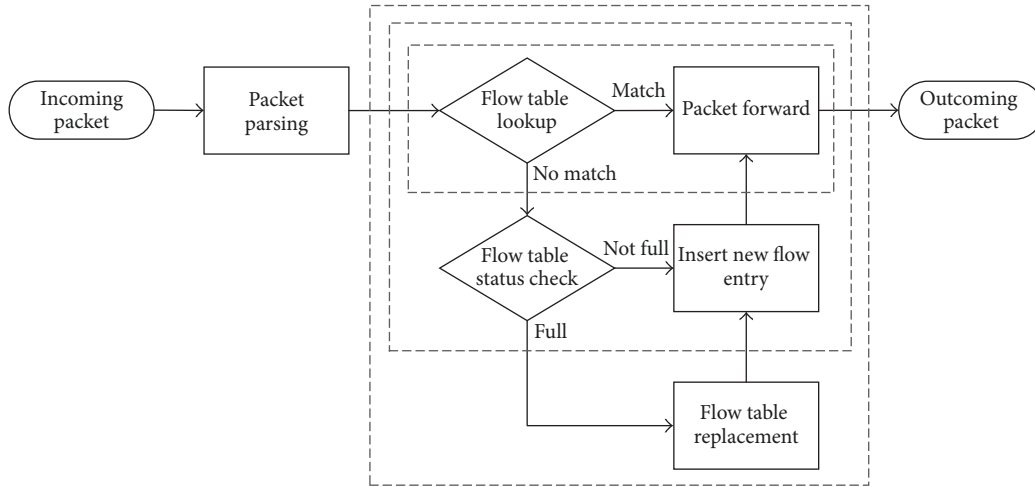 Incoming
packet
Packet
parsing
Flow table
lookup
Match
Packet forward
Outcoming
packet
No match
Flow table
status check
Not full
Insert new flow
entry
Full
Flow table
replacement